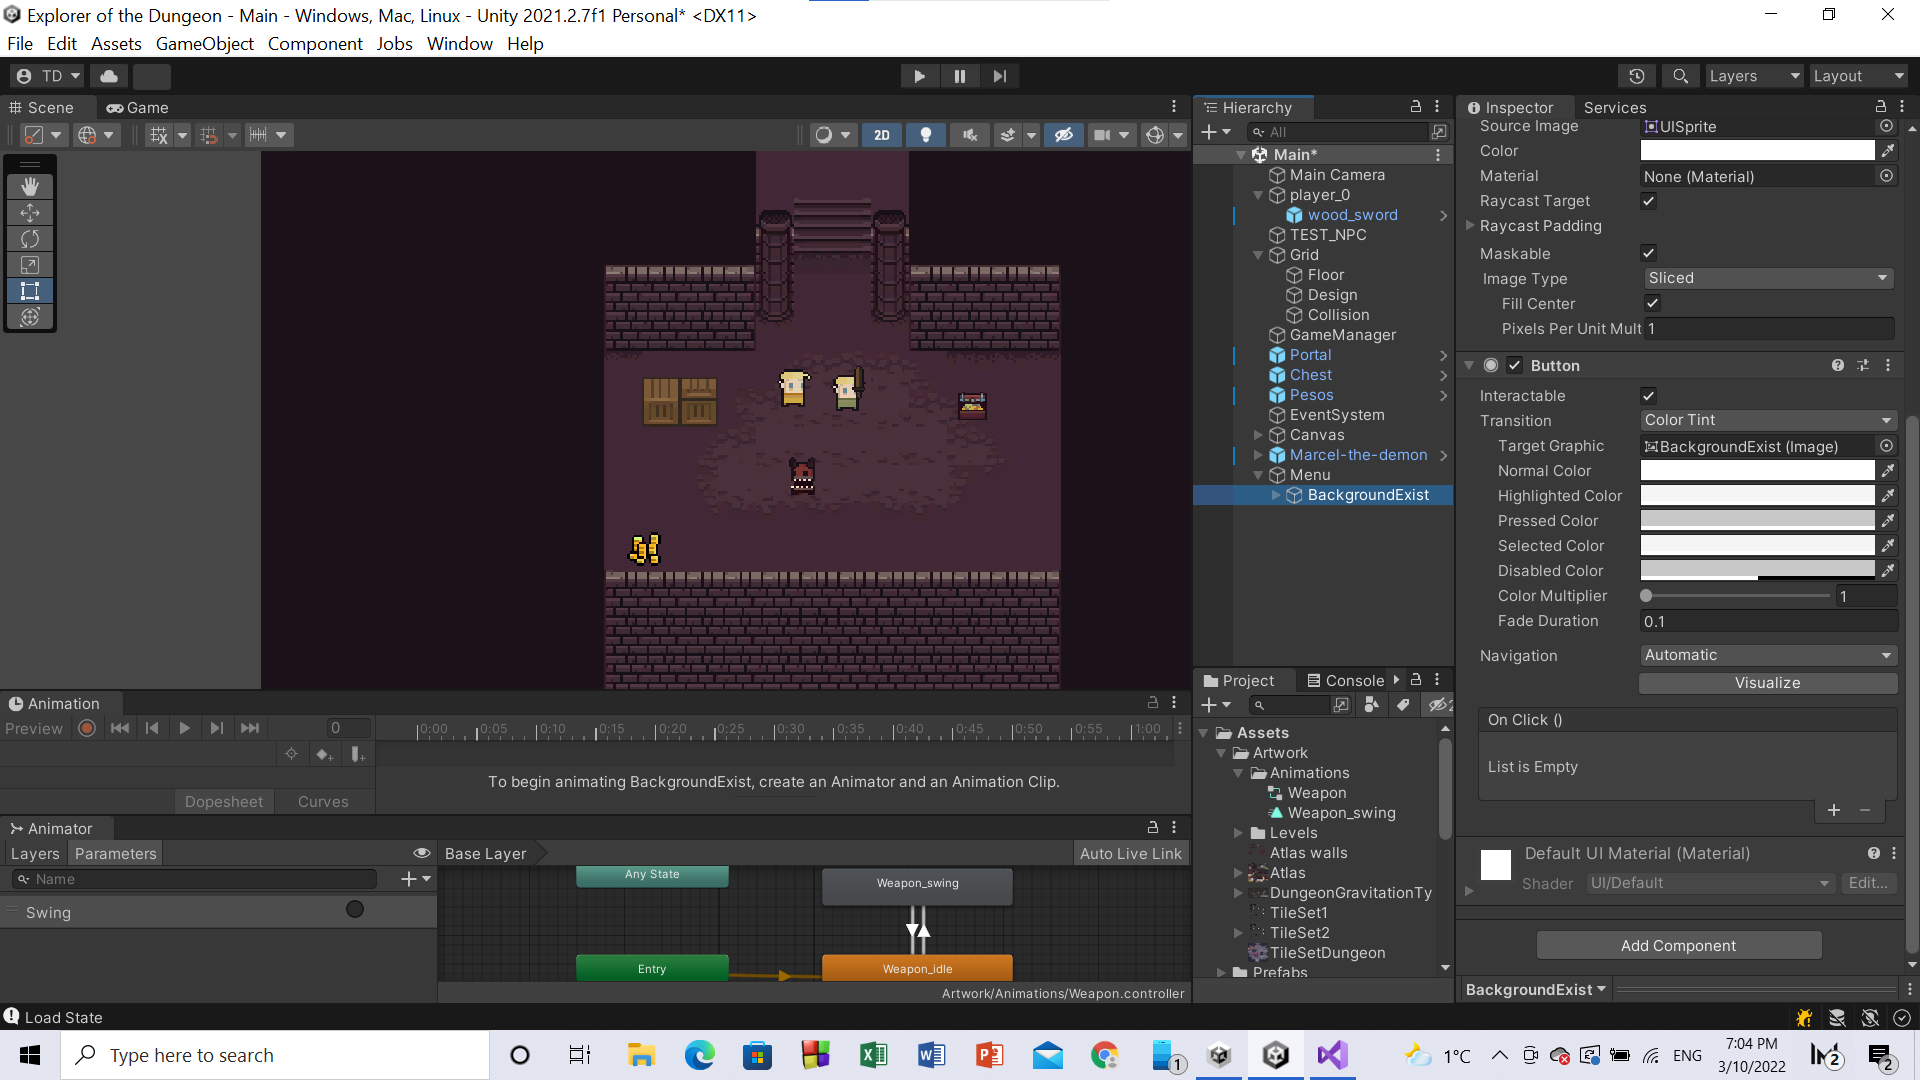 Explorer of the Dungeon - Main - Windows, Mac, Linux - Unity 2021.2.7f1 Personal* <DX11>
File Edit Assets GameObject Component Jobs Window Help
TD
Layers
Layout
Scene
Game
2D
Hierarchy
All
Main*
Main Camera
player_0
wood_sword
TEST_NPC
Grid
Floor
Design
Collision
GameManager
Portal
Chest
Pesos
EventSystem
Canvas
Marcel-the-demon
Menu
BackgroundExist
Inspector
Services
Source Image
UISprite
Color
Material
None (Material)
Raycast Target
Raycast Padding
Maskable
Image Type
Sliced
Fill Center
Pixels Per Unit Mult
1
Button
Interactable
Transition
Color Tint
Target Graphic
BackgroundExist (Image)
Normal Color
Highlighted Color
Pressed Color
Selected Color
Disabled Color
Color Multiplier
1
Fade Duration
0.1
Navigation
Automatic
Visualize
On Click ()
List is Empty
Default UI Material (Material)
Shader
UI/Default
Edit...
Add Component
BackgroundExist
Animation
Preview
0
0:00
0:05
0:10
0:15
0:20
0:25
0:30
0:35
0:40
0:45
0:50
0:55
1:00
To begin animating BackgroundExist, create an Animator and an Animation Clip.
Dopesheet
Curves
Animator
Layers
Parameters
Base Layer
Auto Live Link
Name
Swing
Any State
Weapon_swing
Entry
Weapon_idle
Artwork/Animations/Weapon.controller
Project
Console
2
Assets
Artwork
Animations
Weapon
Weapon_swing
Levels
Atlas walls
Atlas
DungeonGravitationTy
TileSet1
TileSet2
TileSetDungeon
Prefabs
Load State
Type here to search
1
1°C
ENG
7:04 PM
3/10/2022
2
2